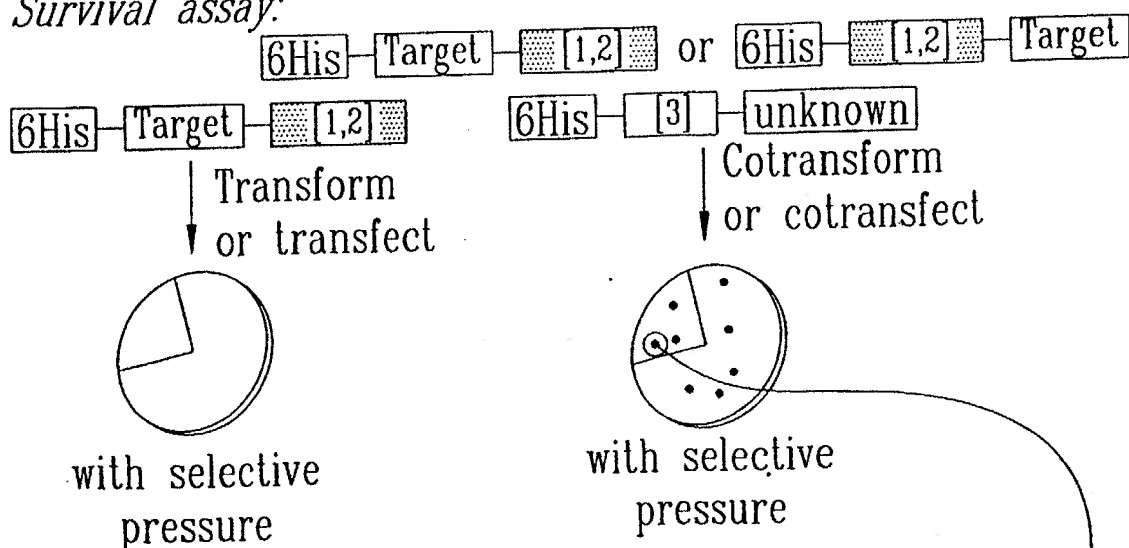 Survival assay:
6His Target [1,2] or 6His [1,2] Target
6His Target [1,2] 6His [3] unknown
Transform
or transfect
Cotransform
or cotransfect
with selective
pressure
with selective
pressure